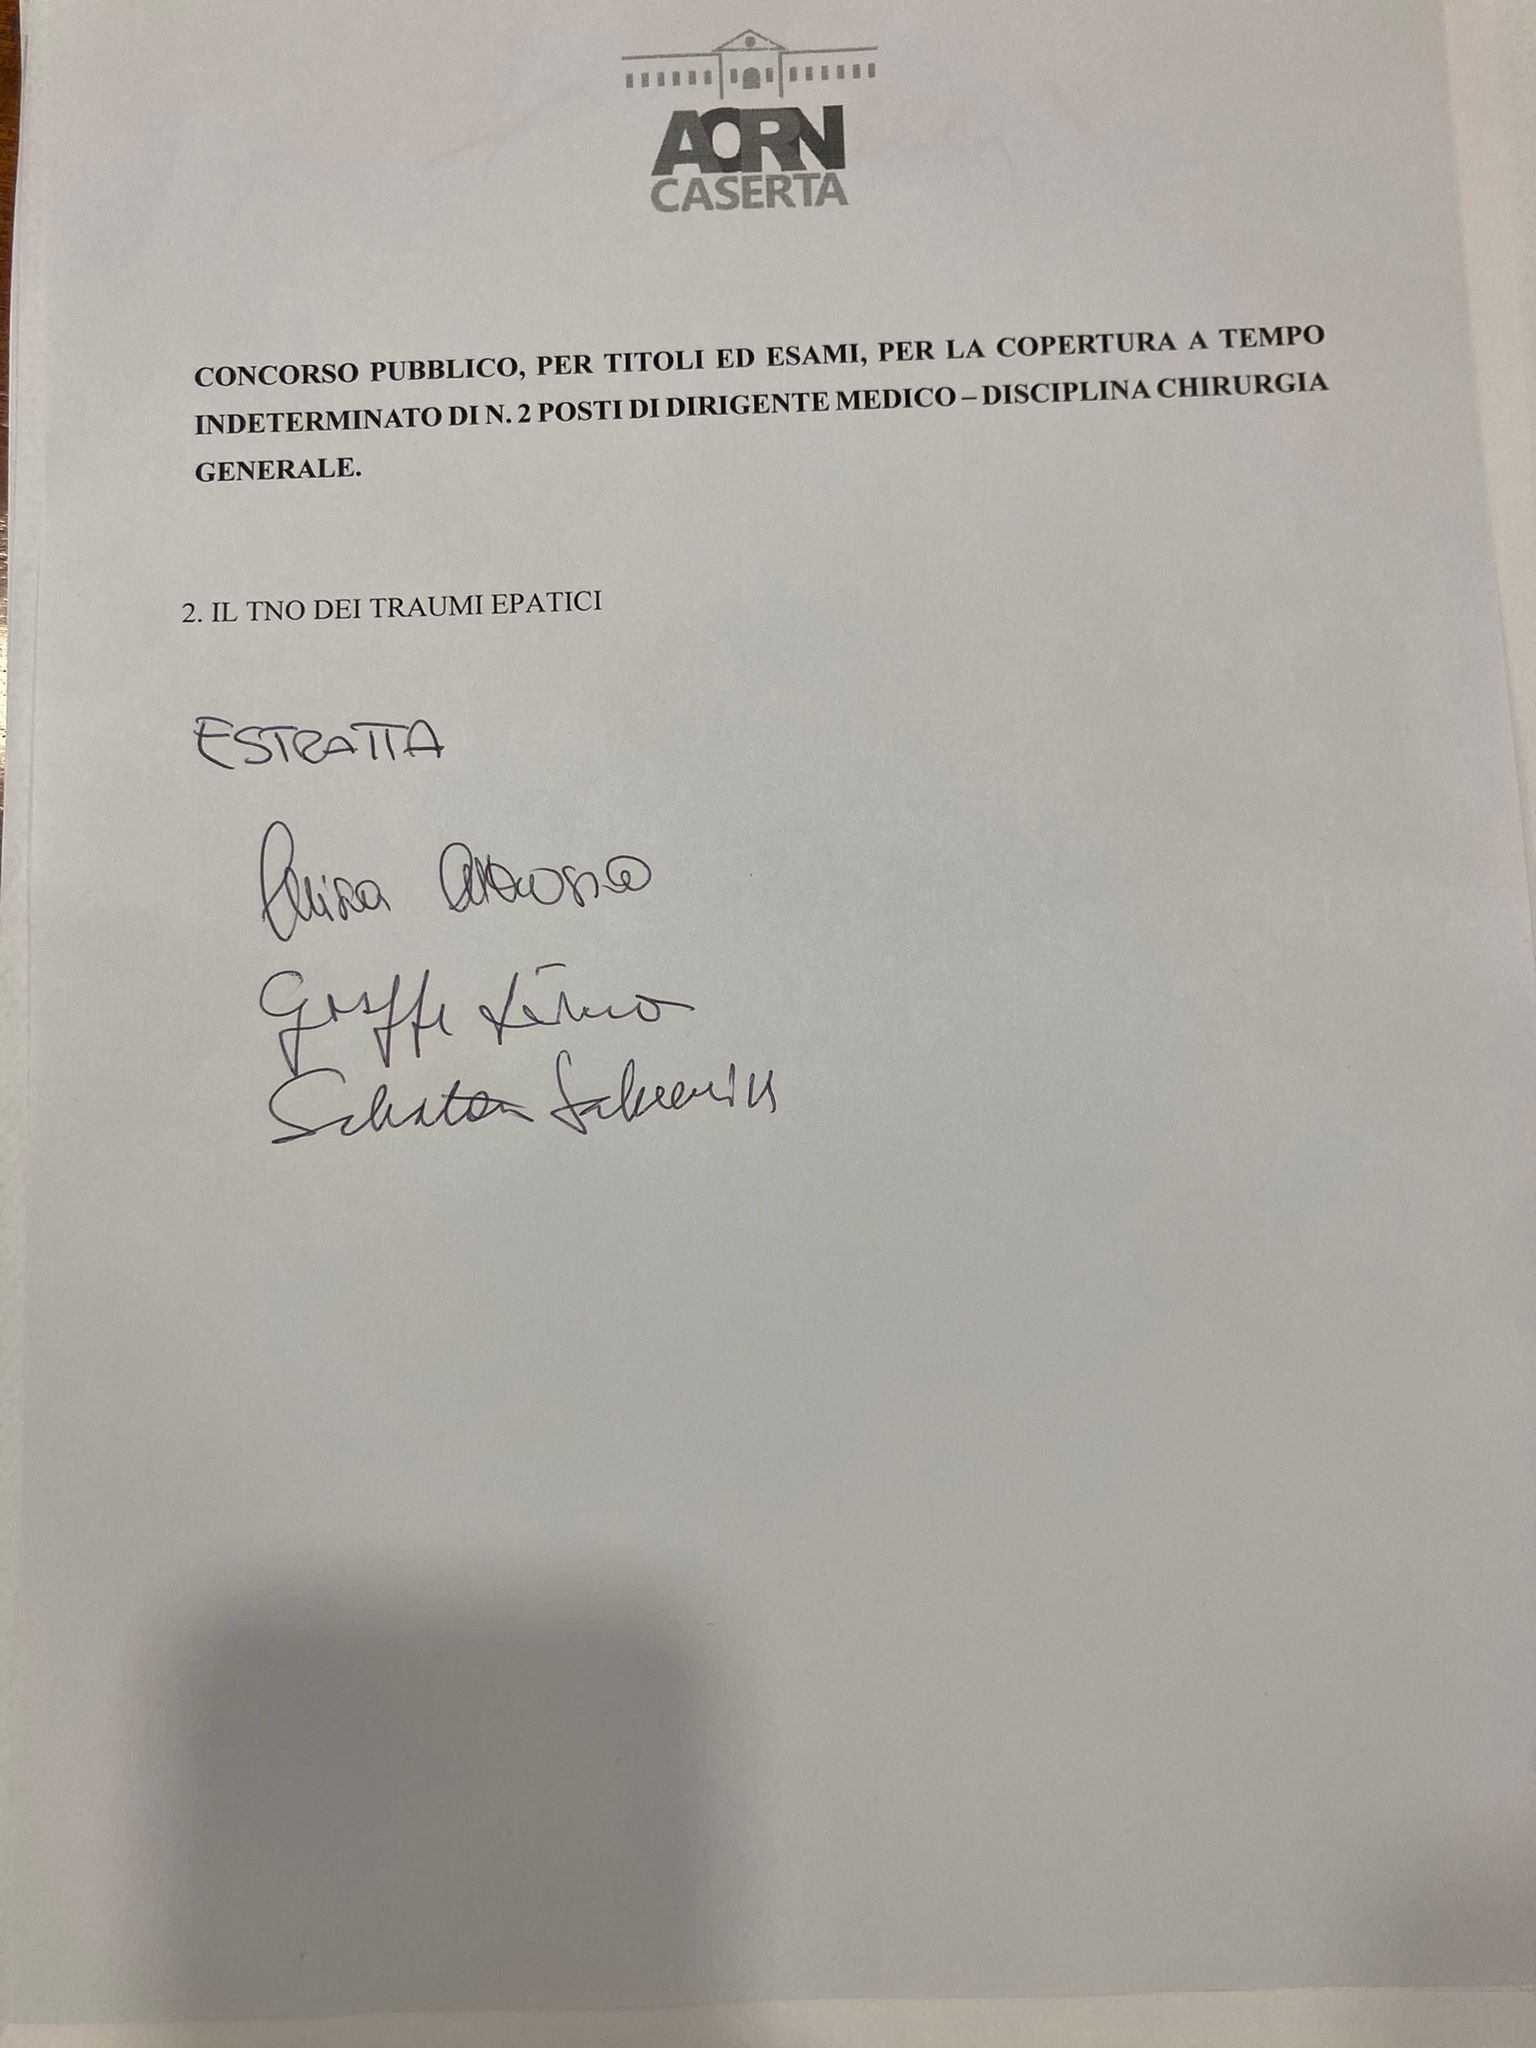 AORN
CASERTA
CONCORSO PUBBLICO, PER TITOLI ED ESAMI, PER LA COPERTURA A TEMPO
INDETERMINATO DI N. 2 POSTI DI DIRIGENTE MEDICO – DISCIPLINA CHIRURGIA
GENERALE.
2. IL TNO DEI TRAUMI EPATICI
ESTRATTA
Luisa